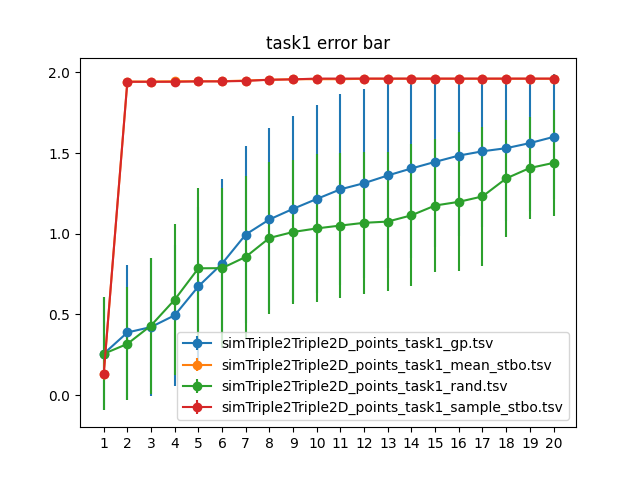 task1 error bar
2.0
1.5
1.0
0.5
0.0
simTriple2Triple2D_points_task1_gp.tsv
simTriple2Triple2D_points_task1_mean_stbo.tsv
simTriple2Triple2D_points_task1_rand.tsv
simTriple2Triple2D_points_task1_sample_stbo.tsv
1 2 3 4 5 6 7 8 9 10 11 12 13 14 15 16 17 18 19 20